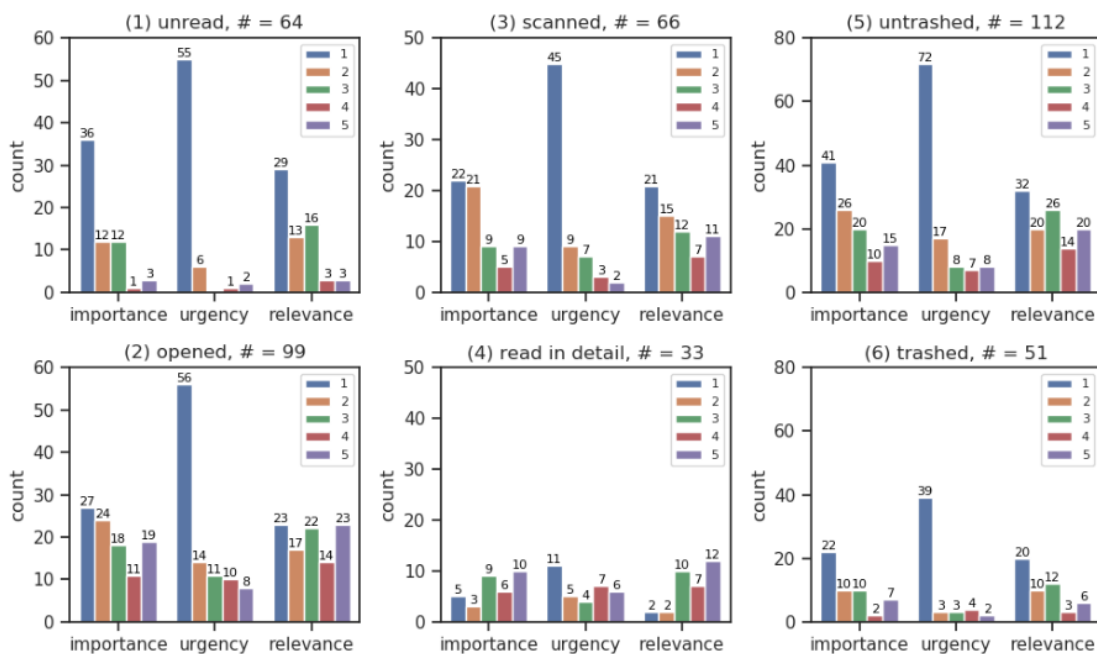 (1) unread, # = 64
60
50
40
30
20
10
0
count
36 12 12 1 3
55 6 1 2
29 13 16 3 3
importance urgency relevance
1
2
3
4
5
(3) scanned, # = 66
50
40
30
20
10
0
count
22 21 9 5 9
45 9 7 3 2
21 15 12 7 11
importance urgency relevance
1
2
3
4
5
(5) untrashed, # = 112
80
60
40
20
0
count
41 26 20 10 15
72 17 8 7 8
32 20 26 14 20
importance urgency relevance
1
2
3
4
5
(2) opened, # = 99
60
50
40
30
20
10
0
count
27 24 18 11 19
56 14 11 10 8
23 17 22 14 23
importance urgency relevance
1
2
3
4
5
(4) read in detail, # = 33
50
40
30
20
10
0
count
5 3 9 6 10
11 5 4 7 6
2 2 10 7 12
importance urgency relevance
1
2
3
4
5
(6) trashed, # = 51
80
60
40
20
0
count
22 10 10 2 7
39 3 3 4 2
20 10 12 3 6
importance urgency relevance
1
2
3
4
5